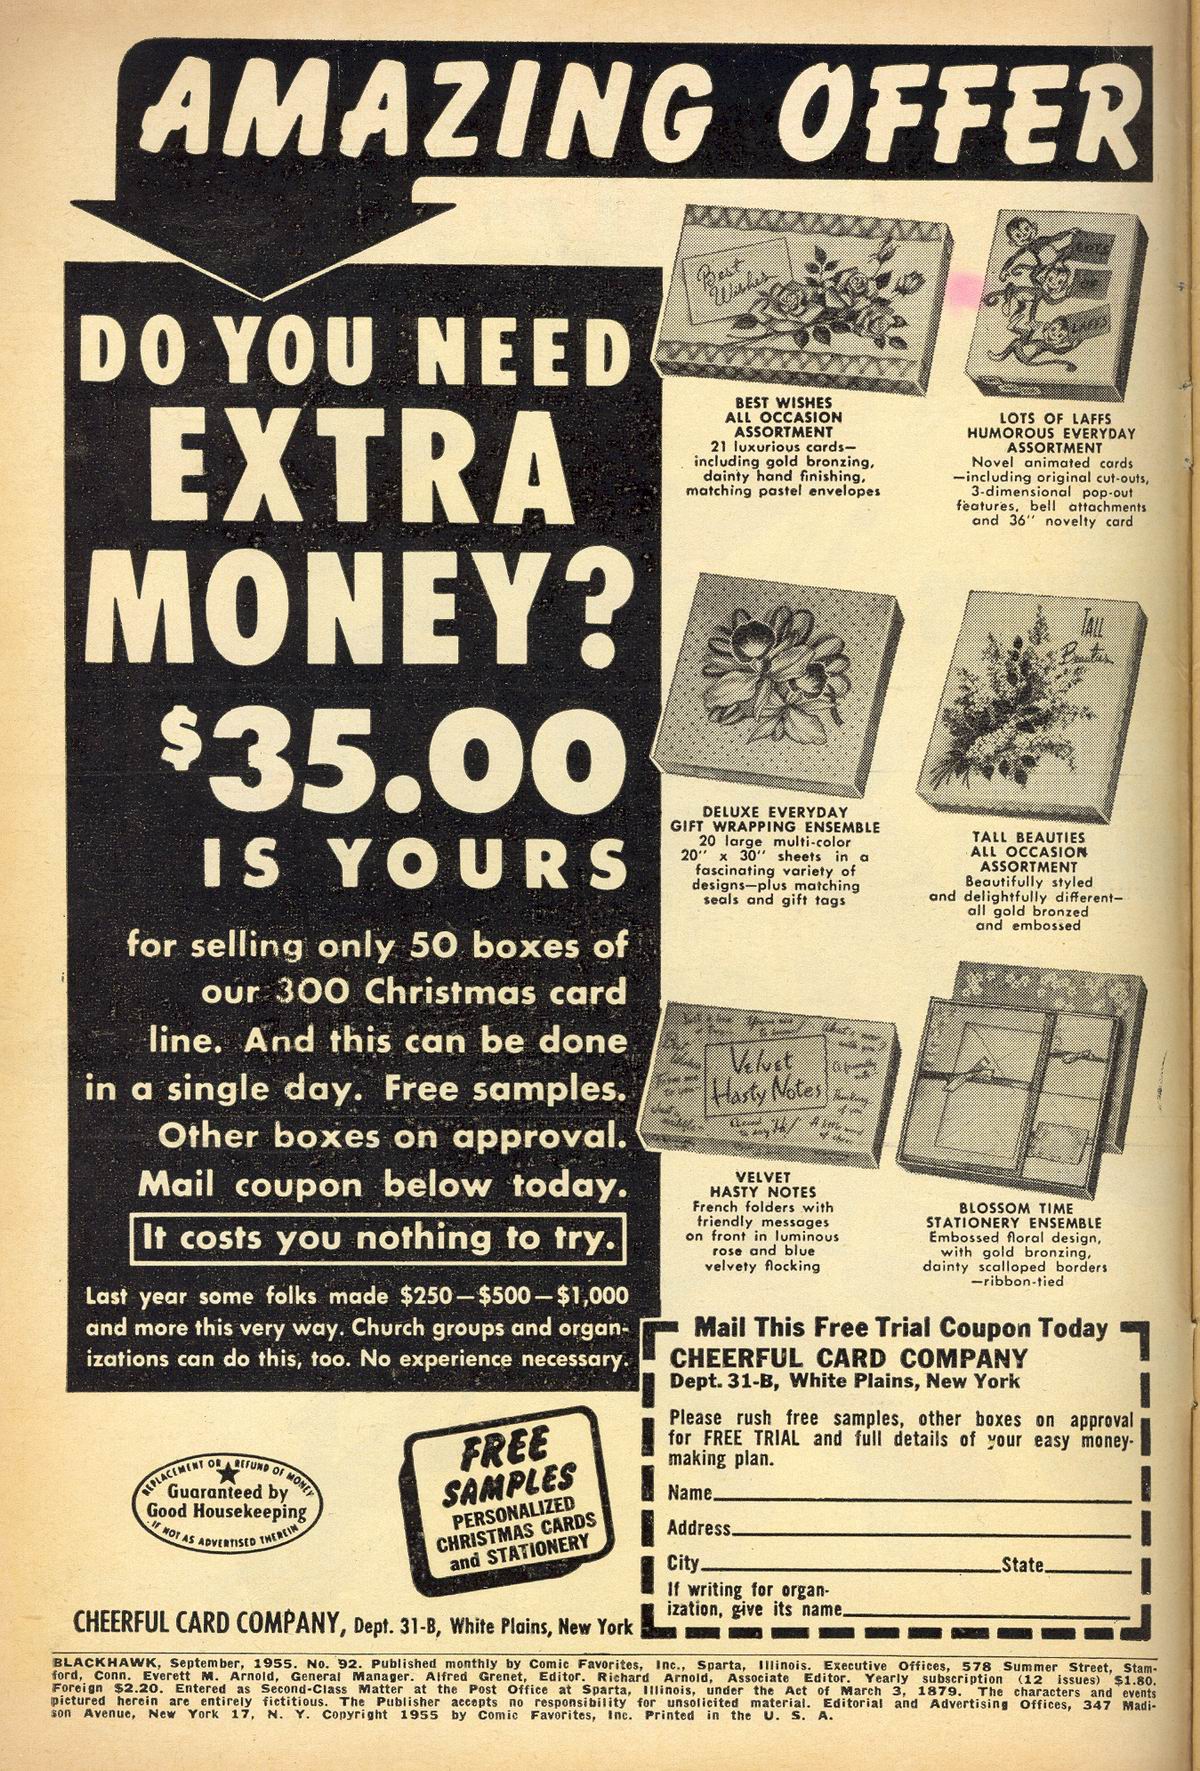 AMAZING OFFER
DO YOU NEED
EXTRA
MONEY?
$35.00
IS YOURS
for selling only 50 boxes of
our 300 Christmas card
line. And this can be done
in a single day. Free samples.
Other boxes on approval.
Mail coupon below today.
It costs you nothing to try.
Last year some folks made $250—$500—$1,000
and more this very way. Church groups and organ-
izations can do this, too. No experience necessary.
Best
Wishes
BEST WISHES
ALL OCCASION
ASSORTMENT
21 luxurious cards—
including gold bronzing,
dainty hand finishing,
matching pastel envelopes
LOTS
OF
LAFFS
LOTS OF LAFFS
HUMOROUS EVERYDAY
ASSORTMENT
Novel animated cards
—including original cut-outs,
3-dimensional pop-out
features, bell attachments
and 36" novelty card
DELUXE EVERYDAY
GIFT WRAPPING ENSEMBLE
20 large multi-color
20" x 30" sheets in a
fascinating variety of
designs—plus matching
seals and gift tags
TALL
Beauties
TALL BEAUTIES
ALL OCCASION
ASSORTMENT
Beautifully styled
and delightfully different—
all gold bronzed
and embossed
Velvet
Hasty Notes
VELVET
HASTY NOTES
French folders with
friendly messages
on front in luminous
rose and blue
velvety flocking
BLOSSOM TIME
STATIONERY ENSEMBLE
Embossed floral design,
with gold bronzing,
dainty scalloped borders
—ribbon-tied
Mail This Free Trial Coupon Today
CHEERFUL CARD COMPANY
Dept. 31-B, White Plains, New York
Please rush free samples, other boxes on approval
for FREE TRIAL and full details of your easy money-
making plan.
Name
Address
City State
If writing for organ-
ization, give its name
REPLACEMENT OR REFUND OF MONEY
Guaranteed by
Good Housekeeping
IF NOT AS ADVERTISED THEREIN
FREE
SAMPLES
PERSONALIZED
CHRISTMAS CARDS
and STATIONERY
CHEERFUL CARD COMPANY, Dept. 31-B, White Plains, New York
BLACKHAWK, September, 1955. No. 92. Published monthly by Comic Favorites, Inc., Sparta, Illinois. Executive Offices, 578 Summer Street, Stam-
ford, Conn. Everett M. Arnold, General Manager. Alfred Grenet, Editor. Richard Arnold, Associate Editor. Yearly subscription (12 issues) $1.80.
Foreign $2.20. Entered as Second-Class Matter at the Post Office at Sparta, Illinois, under the Act of March 3, 1879. The characters and events
pictured herein are entirely fictitious. The Publisher accepts no responsibility for unsolicited material. Editorial and Advertising Offices, 347 Madi-
son Avenue, New York 17, N. Y. Copyright 1955 by Comic Favorites, Inc. Printed in the U. S. A.